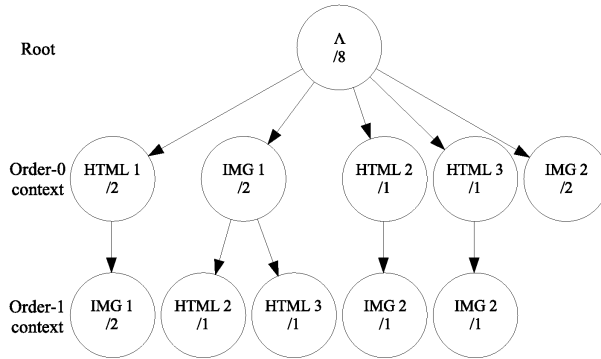 Root
Λ
/8
Order-0
context
HTML 1
/2
IMG 1
/2
HTML 2
/1
HTML 3
/1
IMG 2
/2
Order-1
context
IMG 1
/2
HTML 2
/1
HTML 3
/1
IMG 2
/1
IMG 2
/1